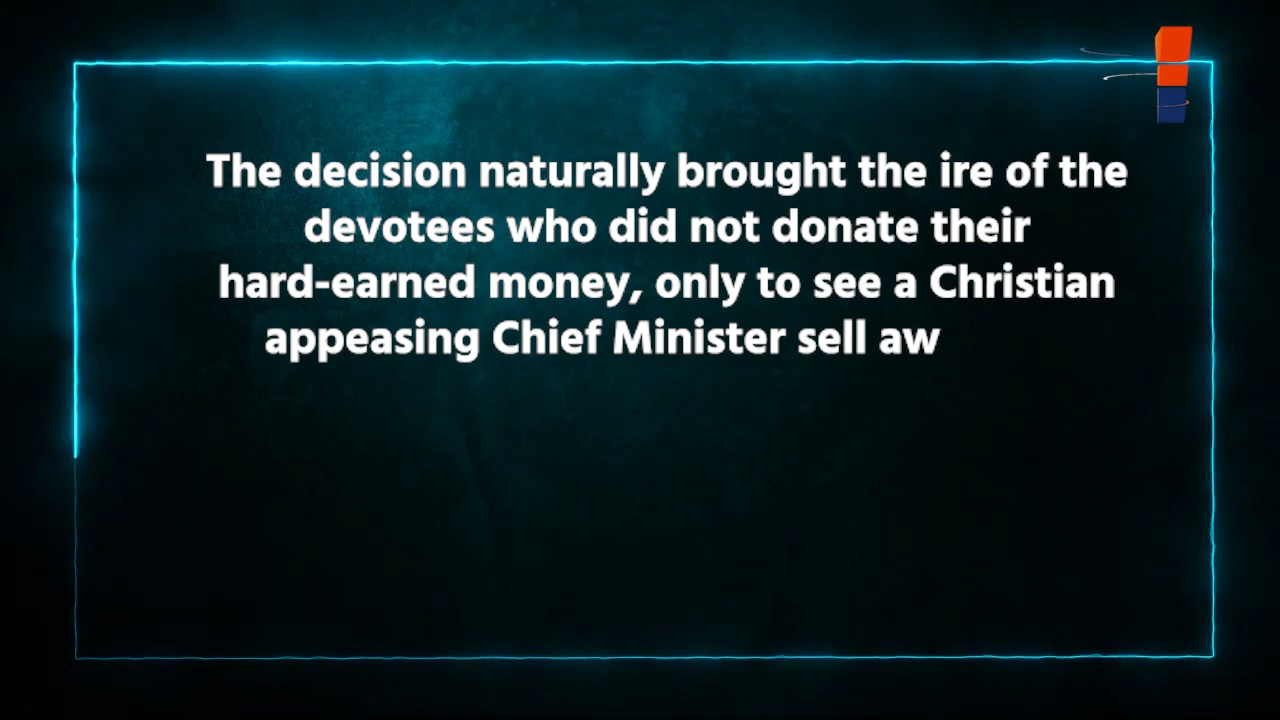 The decision naturally brought the ire of the
devotees who did not donate their
hard-earned money, only to see a Christian
appeasing Chief Minister sell aw